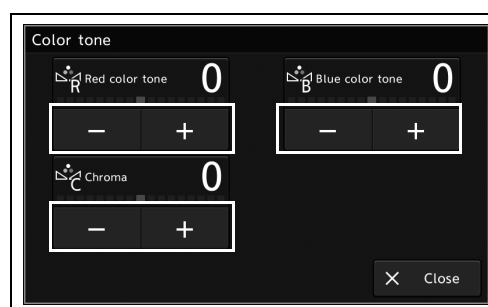 Color tone
R Red color tone 0
B Blue color tone 0
− +
− +
C Chroma 0
− +
× Close